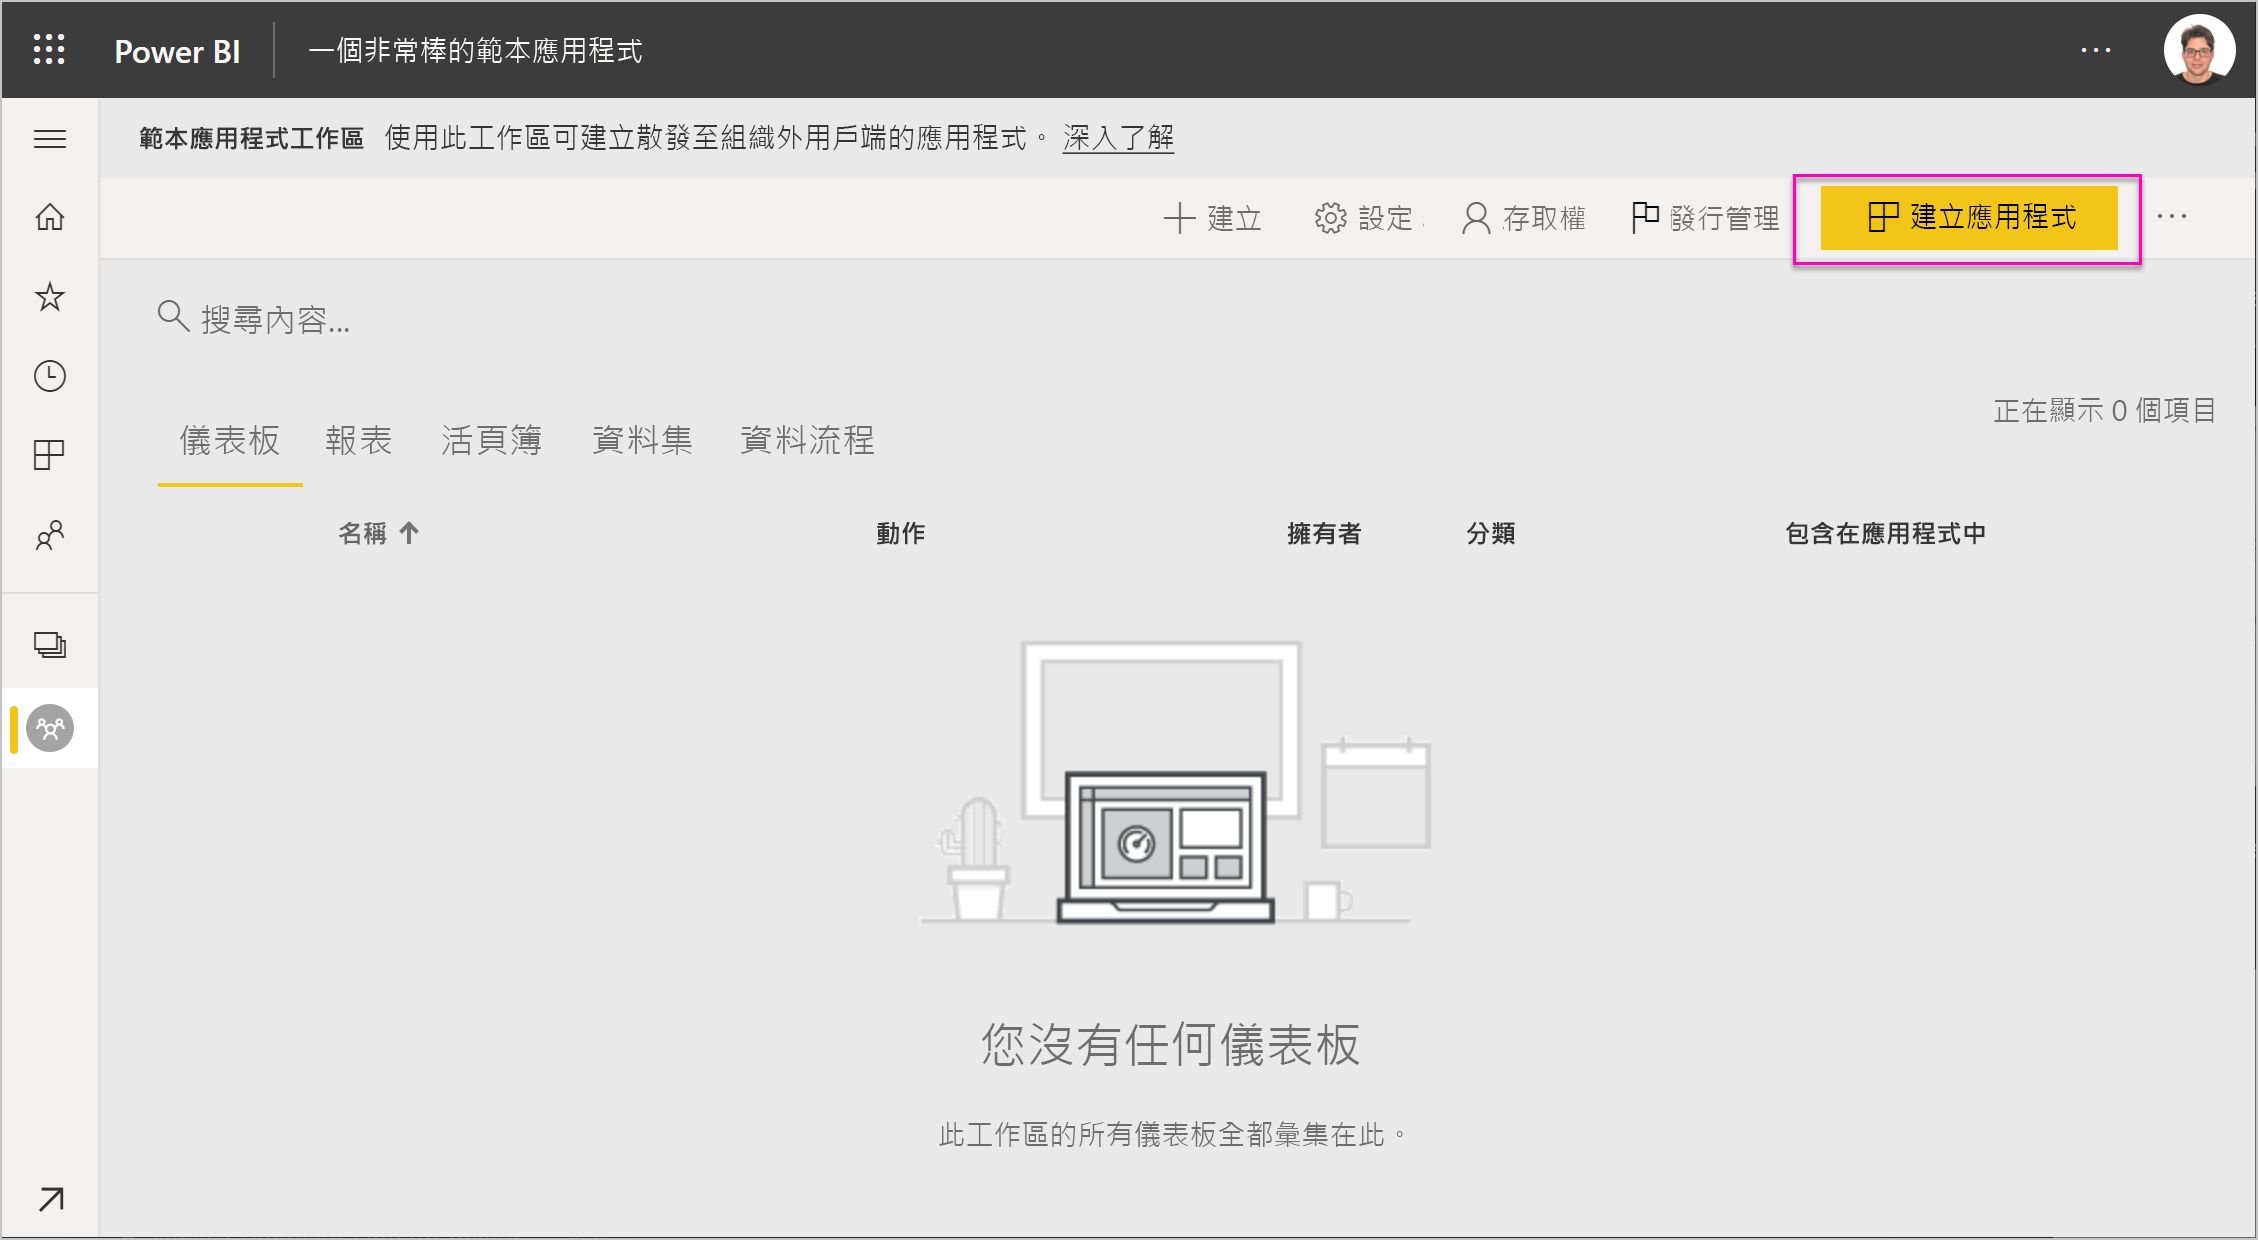 Power BI 一個非常棒的範本應用程式 ...
範本應用程式工作區 使用此工作區可建立散發至組織外用戶端的應用程式。 深入了解
建立 設定 存取權 發行管理 建立應用程式 ...
搜尋內容...
正在顯示 0 個項目
儀表板 報表 活頁簿 資料集 資料流程
名稱 動作 擁有者 分類 包含在應用程式中
您沒有任何儀表板
此工作區的所有儀表板全都彙集在此。